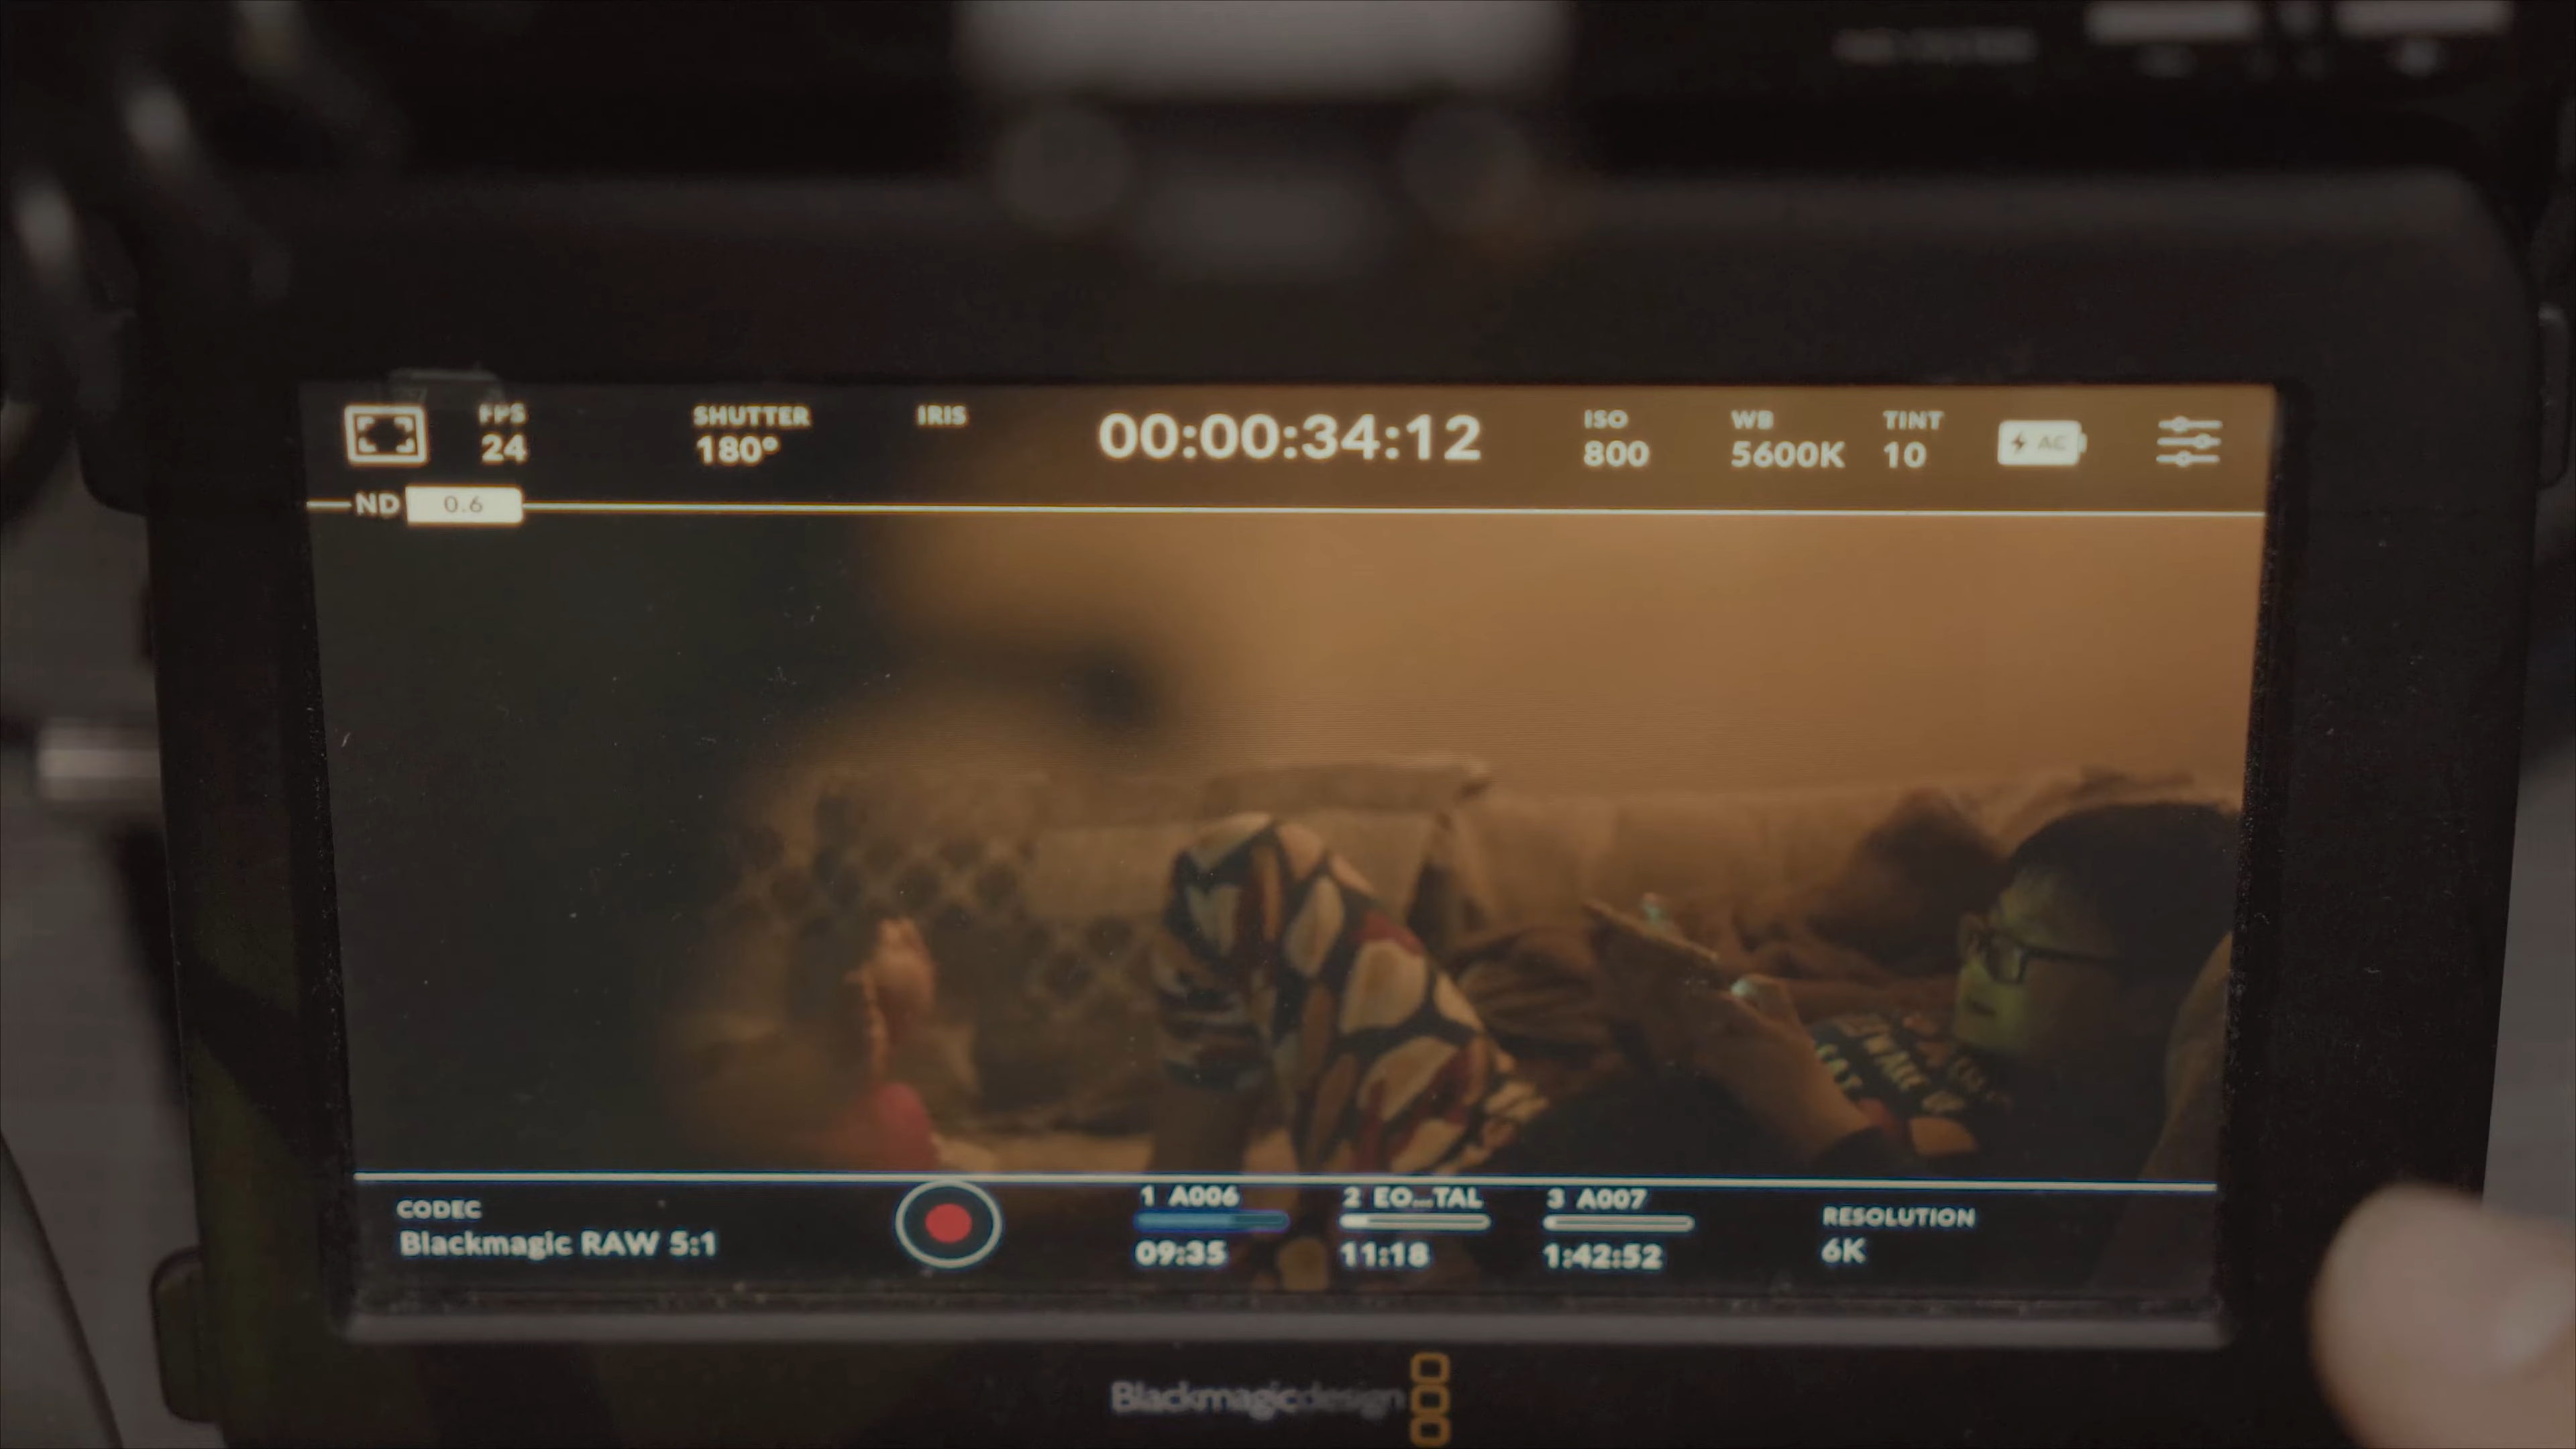 FPS
24
SHUTTER
180°
IRIS
00:00:34:12
ISO
800
WB
5600K
TINT
10
AC
ND 0.6
CODEC
Blackmagic RAW 5:1
1 A006
09:35
2 EO...TAL
11:18
3 A007
1:42:52
RESOLUTION
6K
Blackmagicdesign